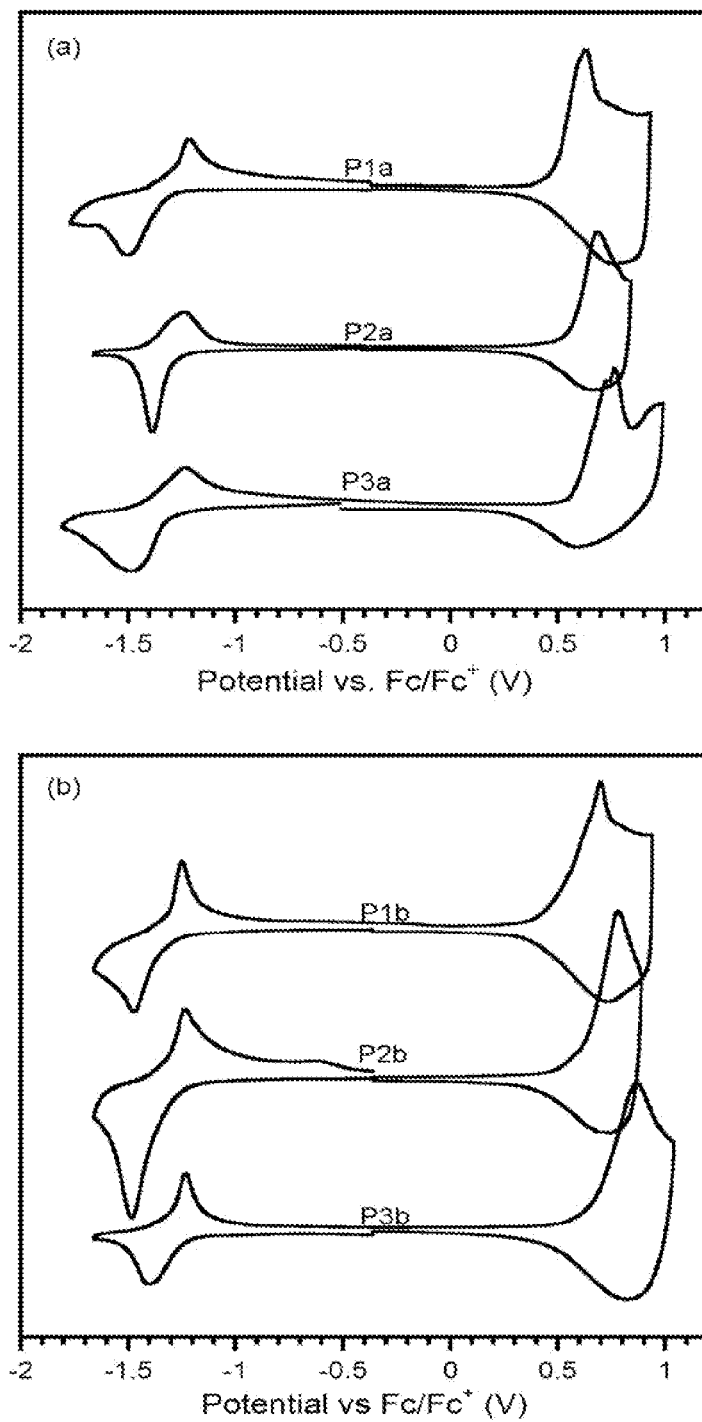 (a)
P1a
P2a
P3a
-2 -1.5 -1 -0.5 0 0.5 1
Potential vs. Fc/Fc⁺ (V)
(b)
P1b
P2b
P3b
-2 -1.5 -1 -0.5 0 0.5 1
Potential vs Fc/Fc⁺ (V)